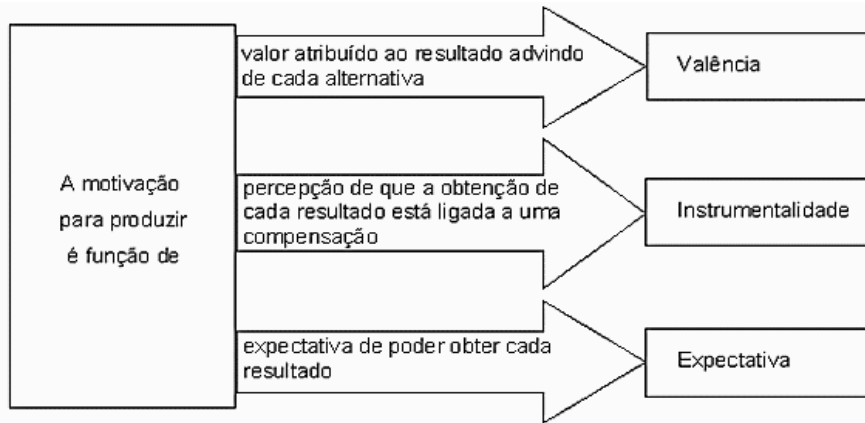 A motivação
para produzir
é função de
valor atribuído ao resultado advindo
de cada alternativa
Valência
percepção de que a obtenção de
cada resultado está ligada a uma
compensação
Instrumentalidade
expectativa de poder obter cada
resultado
Expectativa